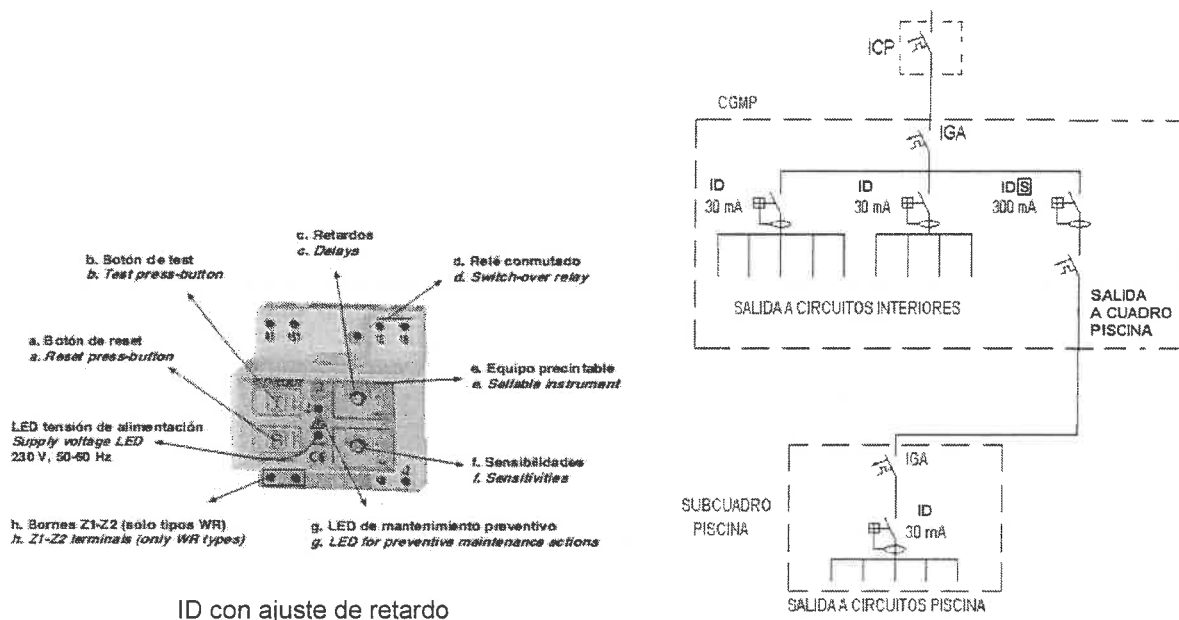 c. Retardos
c. Delays
b. Botón de test
b. Test press-button
d. Relé conmutado
d. Switch-over relay
a. Botón de reset
a. Reset press-button
e. Equipo precintable
e. Sellable instrument
LED tensión de alimentación
Supply voltage LED
230 V, 50-60 Hz
f. Sensibilidades
f. Sensitivities
h. Bornes Z1-Z2 (sólo tipos WR)
h. Z1-Z2 terminals (only WR types)
g. LED de mantenimiento preventivo
g. LED for preventive maintenance actions
CE
ID con ajuste de retardo
ICP
CGMP
IGA
ID
30 mA
ID
30 mA
ID S
300 mA
SALIDA A CIRCUITOS INTERIORES
SALIDA
A CUADRO
PISCINA
IGA
SUBCUADRO
PISCINA
ID
30 mA
SALIDA A CIRCUITOS PISCINA